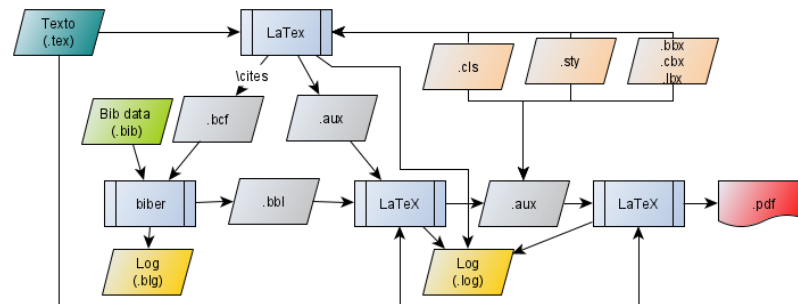 Texto
(.tex)
LaTex
\cites
.cls
.sty
.bbx
.cbx
.lbx
Bib data
(.bib)
.bcf
.aux
biber
.bbl
LaTeX
.aux
LaTeX
.pdf
Log
(.blg)
Log
(.log)